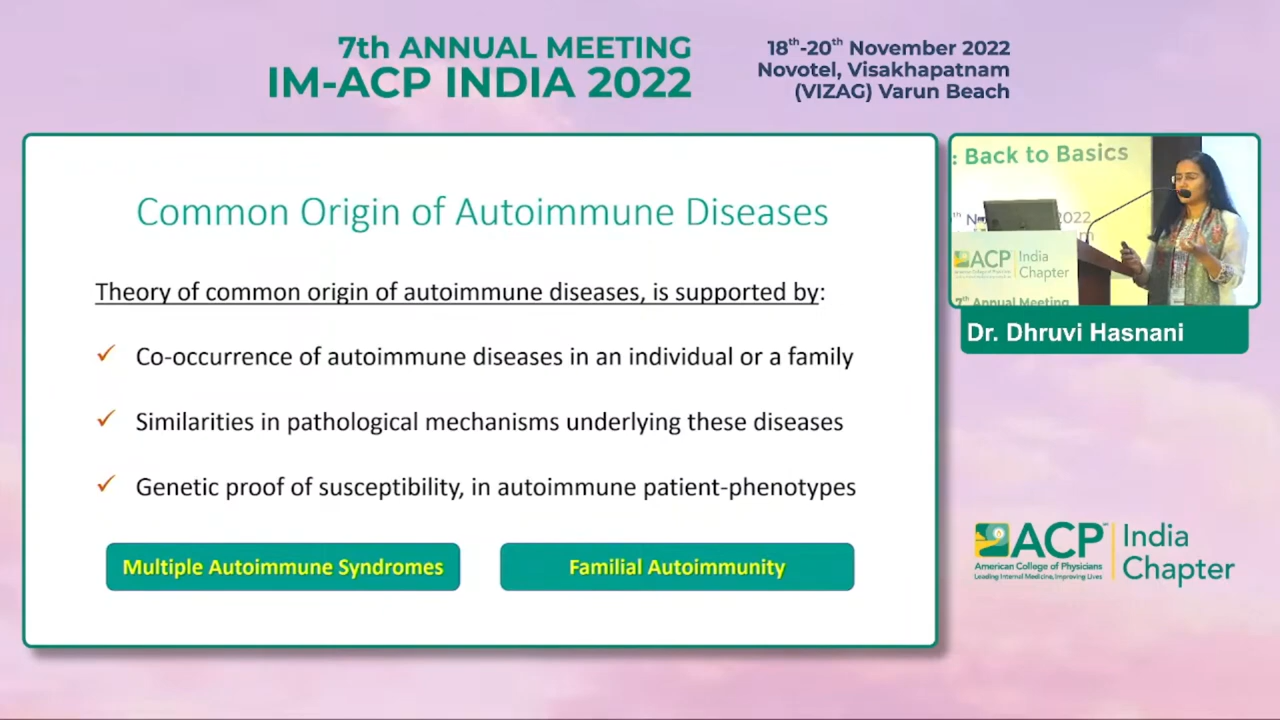 7th ANNUAL MEETING
IM-ACP INDIA 2022
18th-20th November 2022
Novotel, Visakhapatnam
(VIZAG) Varun Beach
Common Origin of Autoimmune Diseases
Theory of common origin of autoimmune diseases, is supported by:
✓ Co-occurrence of autoimmune diseases in an individual or a family
✓ Similarities in pathological mechanisms underlying these diseases
✓ Genetic proof of susceptibility, in autoimmune patient-phenotypes
Multiple Autoimmune Syndromes
Familial Autoimmunity
: Back to Basics
2022
ACP India
Chapter
7th Annual Meeting
Dr. Dhruvi Hasnani
ACP India
Chapter
American College of Physicians
Leading Internal Medicine, Improving Lives